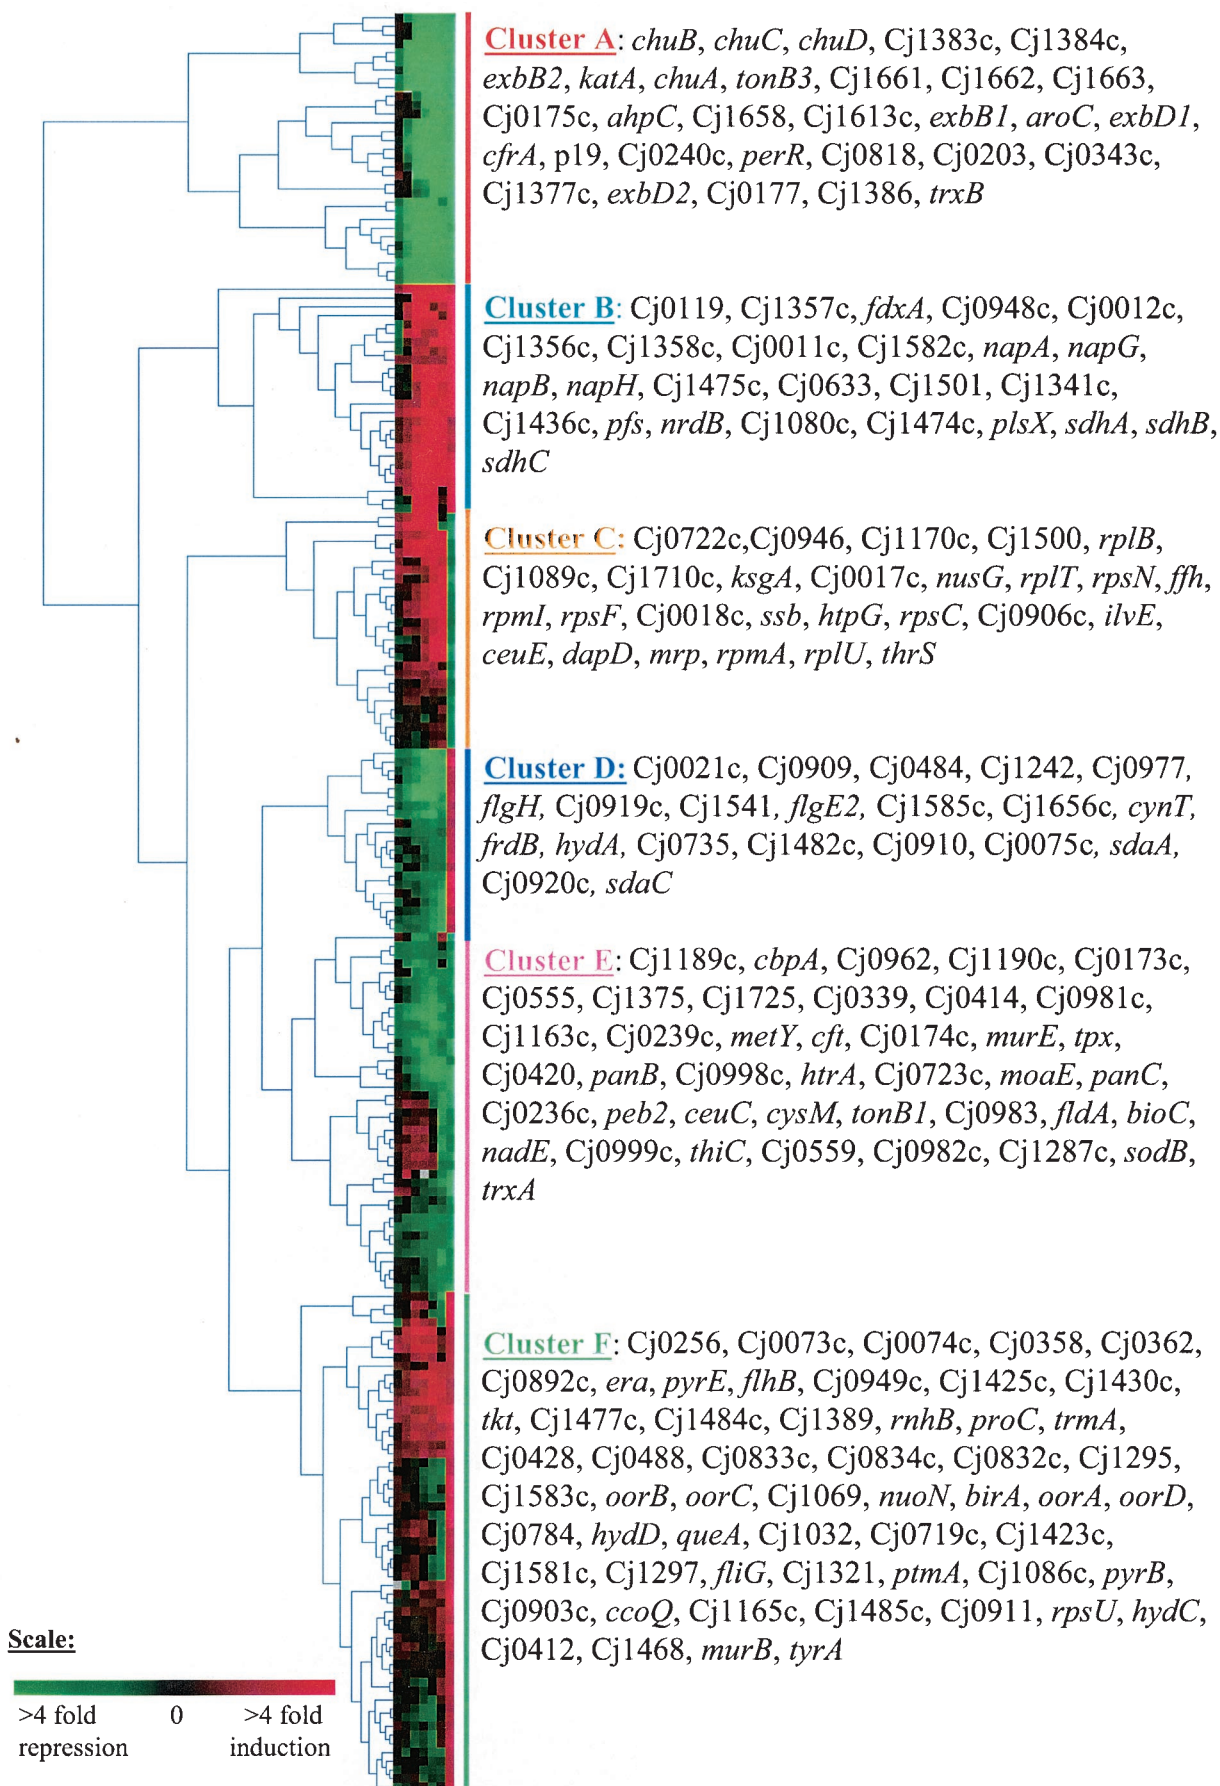 Cluster A: chuB, chuC, chuD, Cj1383c, Cj1384c,
exbB2, katA, chuA, tonB3, Cj1661, Cj1662, Cj1663,
Cj0175c, ahpC, Cj1658, Cj1613c, exbB1, aroC, exbD1,
cfrA, p19, Cj0240c, perR, Cj0818, Cj0203, Cj0343c,
Cj1377c, exbD2, Cj0177, Cj1386, trxB
Cluster B: Cj0119, Cj1357c, fdxA, Cj0948c, Cj0012c,
Cj1356c, Cj1358c, Cj0011c, Cj1582c, napA, napG,
napB, napH, Cj1475c, Cj0633, Cj1501, Cj1341c,
Cj1436c, pfs, nrdB, Cj1080c, Cj1474c, plsX, sdhA, sdhB,
sdhC
Cluster C: Cj0722c,Cj0946, Cj1170c, Cj1500, rplB,
Cj1089c, Cj1710c, ksgA, Cj0017c, nusG, rplT, rpsN, ffh,
rpmI, rpsF, Cj0018c, ssb, htpG, rpsC, Cj0906c, ilvE,
ceuE, dapD, mrp, rpmA, rplU, thrS
Cluster D: Cj0021c, Cj0909, Cj0484, Cj1242, Cj0977,
flgH, Cj0919c, Cj1541, flgE2, Cj1585c, Cj1656c, cynT,
frdB, hydA, Cj0735, Cj1482c, Cj0910, Cj0075c, sdaA,
Cj0920c, sdaC
Cluster E: Cj1189c, cbpA, Cj0962, Cj1190c, Cj0173c,
Cj0555, Cj1375, Cj1725, Cj0339, Cj0414, Cj0981c,
Cj1163c, Cj0239c, metY, cft, Cj0174c, murE, tpx,
Cj0420, panB, Cj0998c, htrA, Cj0723c, moaE, panC,
Cj0236c, peb2, ceuC, cysM, tonB1, Cj0983, fldA, bioC,
nadE, Cj0999c, thiC, Cj0559, Cj0982c, Cj1287c, sodB,
trxA
Cluster F: Cj0256, Cj0073c, Cj0074c, Cj0358, Cj0362,
Cj0892c, era, pyrE, flhB, Cj0949c, Cj1425c, Cj1430c,
tkt, Cj1477c, Cj1484c, Cj1389, rnhB, proC, trmA,
Cj0428, Cj0488, Cj0833c, Cj0834c, Cj0832c, Cj1295,
Cj1583c, oorB, oorC, Cj1069, nuoN, birA, oorA, oorD,
Cj0784, hydD, queA, Cj1032, Cj0719c, Cj1423c,
Cj1581c, Cj1297, fliG, Cj1321, ptmA, Cj1086c, pyrB,
Cj0903c, ccoQ, Cj1165c, Cj1485c, Cj0911, rpsU, hydC,
Cj0412, Cj1468, murB, tyrA
Scale:
>4 fold 0 >4 fold
repression induction